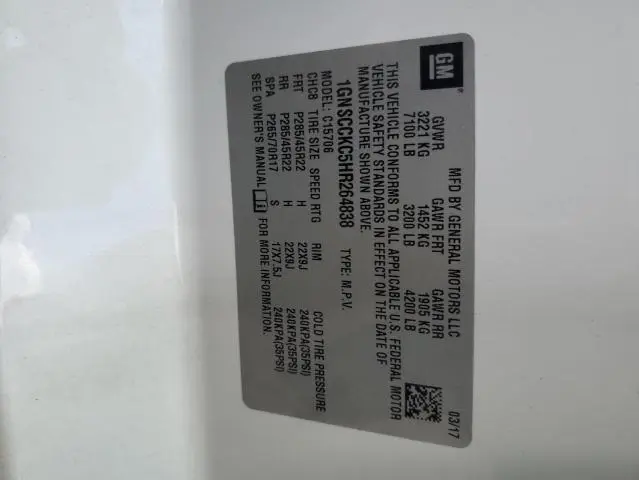 GM
MFD BY GENERAL MOTORS LLC 03/17
GVWR GAWR FRT GAWR RR
3221 KG 1452 KG 1905 KG
7100 LB 3200 LB 4200 LB
THIS VEHICLE CONFORMS TO ALL APPLICABLE U.S. FEDERAL MOTOR
VEHICLE SAFETY STANDARDS IN EFFECT ON THE DATE OF
MANUFACTURE SHOWN ABOVE.
1GNSCCKC5HR264838 TYPE: M.P.V.
MODEL: C15706
CHC8 TIRE SIZE SPEED RTG RIM COLD TIRE PRESSURE
FRT P285/45R22 H 22X9J 240KPA(35PSI)
RR P285/45R22 H 22X9J 240KPA(35PSI)
SPA P265/70R17 S 17X7.5J 240KPA(35PSI)
SEE OWNER'S MANUAL i FOR MORE INFORMATION.